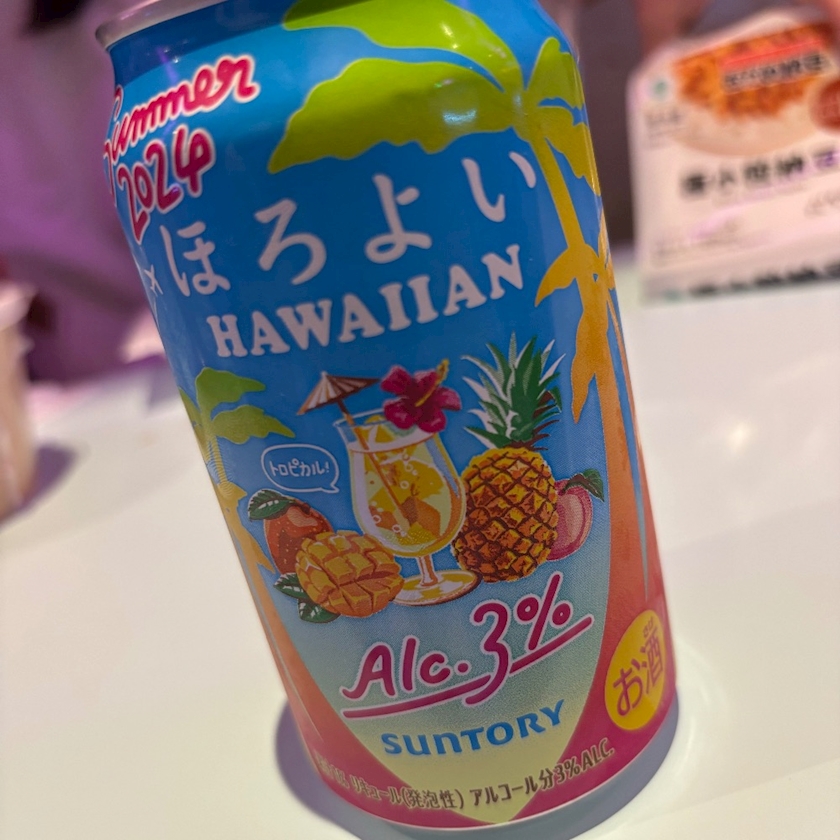 Summer
2024
ほろよい
HAWAIIAN
トロピカル!
Alc.3%
お酒
SUNTORY
リキュール(発泡性) アルコール分3%ALC.